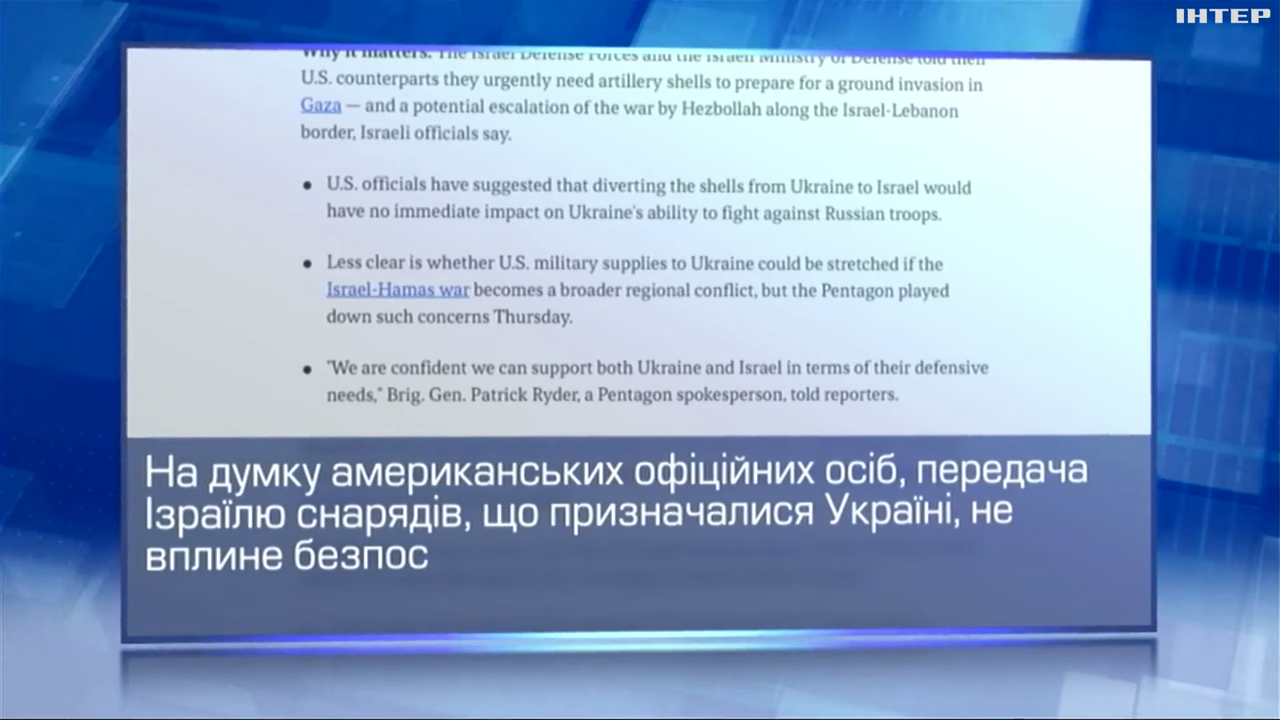 ІНТЕР
Why it matters: The Israel Defense Forces and the Israeli Ministry of Defense told their
U.S. counterparts they urgently need artillery shells to prepare for a ground invasion in
Gaza — and a potential escalation of the war by Hezbollah along the Israel-Lebanon
border, Israeli officials say.
• U.S. officials have suggested that diverting the shells from Ukraine to Israel would
have no immediate impact on Ukraine's ability to fight against Russian troops.
• Less clear is whether U.S. military supplies to Ukraine could be stretched if the
Israel-Hamas war becomes a broader regional conflict, but the Pentagon played
down such concerns Thursday.
• "We are confident we can support both Ukraine and Israel in terms of their defensive
needs," Brig. Gen. Patrick Ryder, a Pentagon spokesperson, told reporters.
На думку американських офіційних осіб, передача
Ізраїлю снарядів, що призначалися Україні, не
вплине безпос